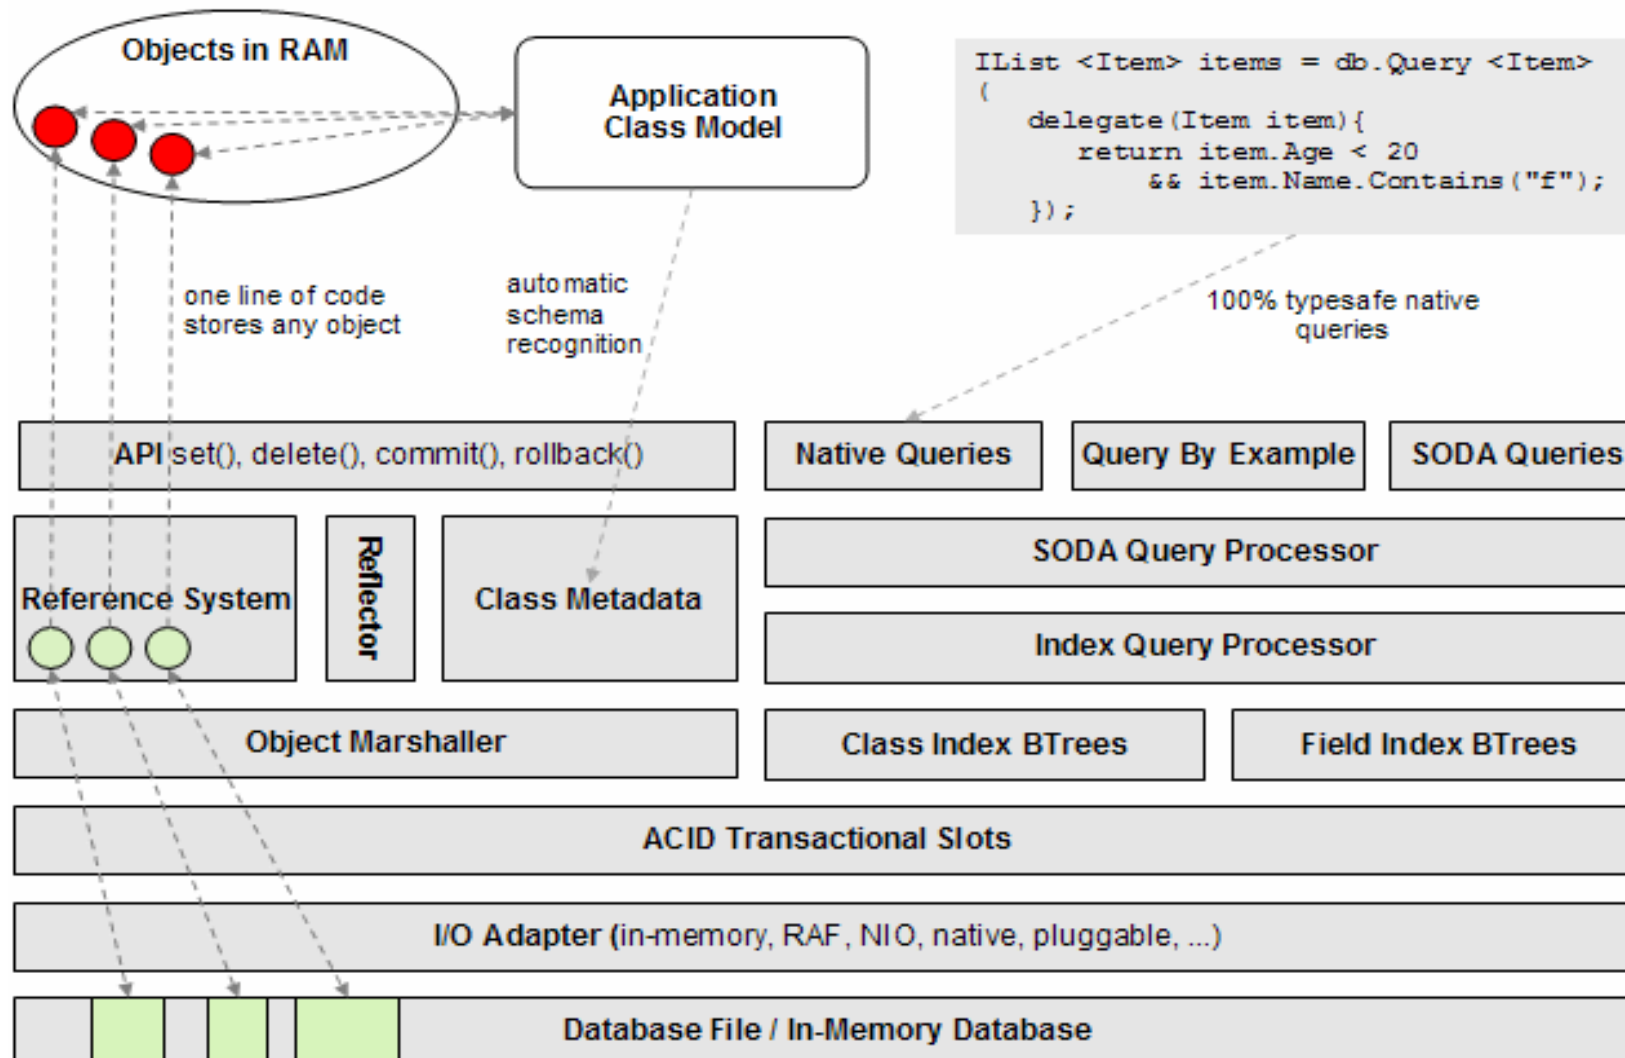 Objects in RAM
Application
Class Model
IList <Item> items = db.Query <Item>
(
delegate(Item item){
return item.Age < 20
&& item.Name.Contains("f");
});
one line of code
stores any object
automatic
schema
recognition
100% typesafe native
queries
API set(), delete(), commit(), rollback()
Native Queries
Query By Example
SODA Queries
Reference System
Reflector
Class Metadata
SODA Query Processor
Index Query Processor
Object Marshaller
Class Index BTrees
Field Index BTrees
ACID Transactional Slots
I/O Adapter (in-memory, RAF, NIO, native, pluggable, ...)
Database File / In-Memory Database